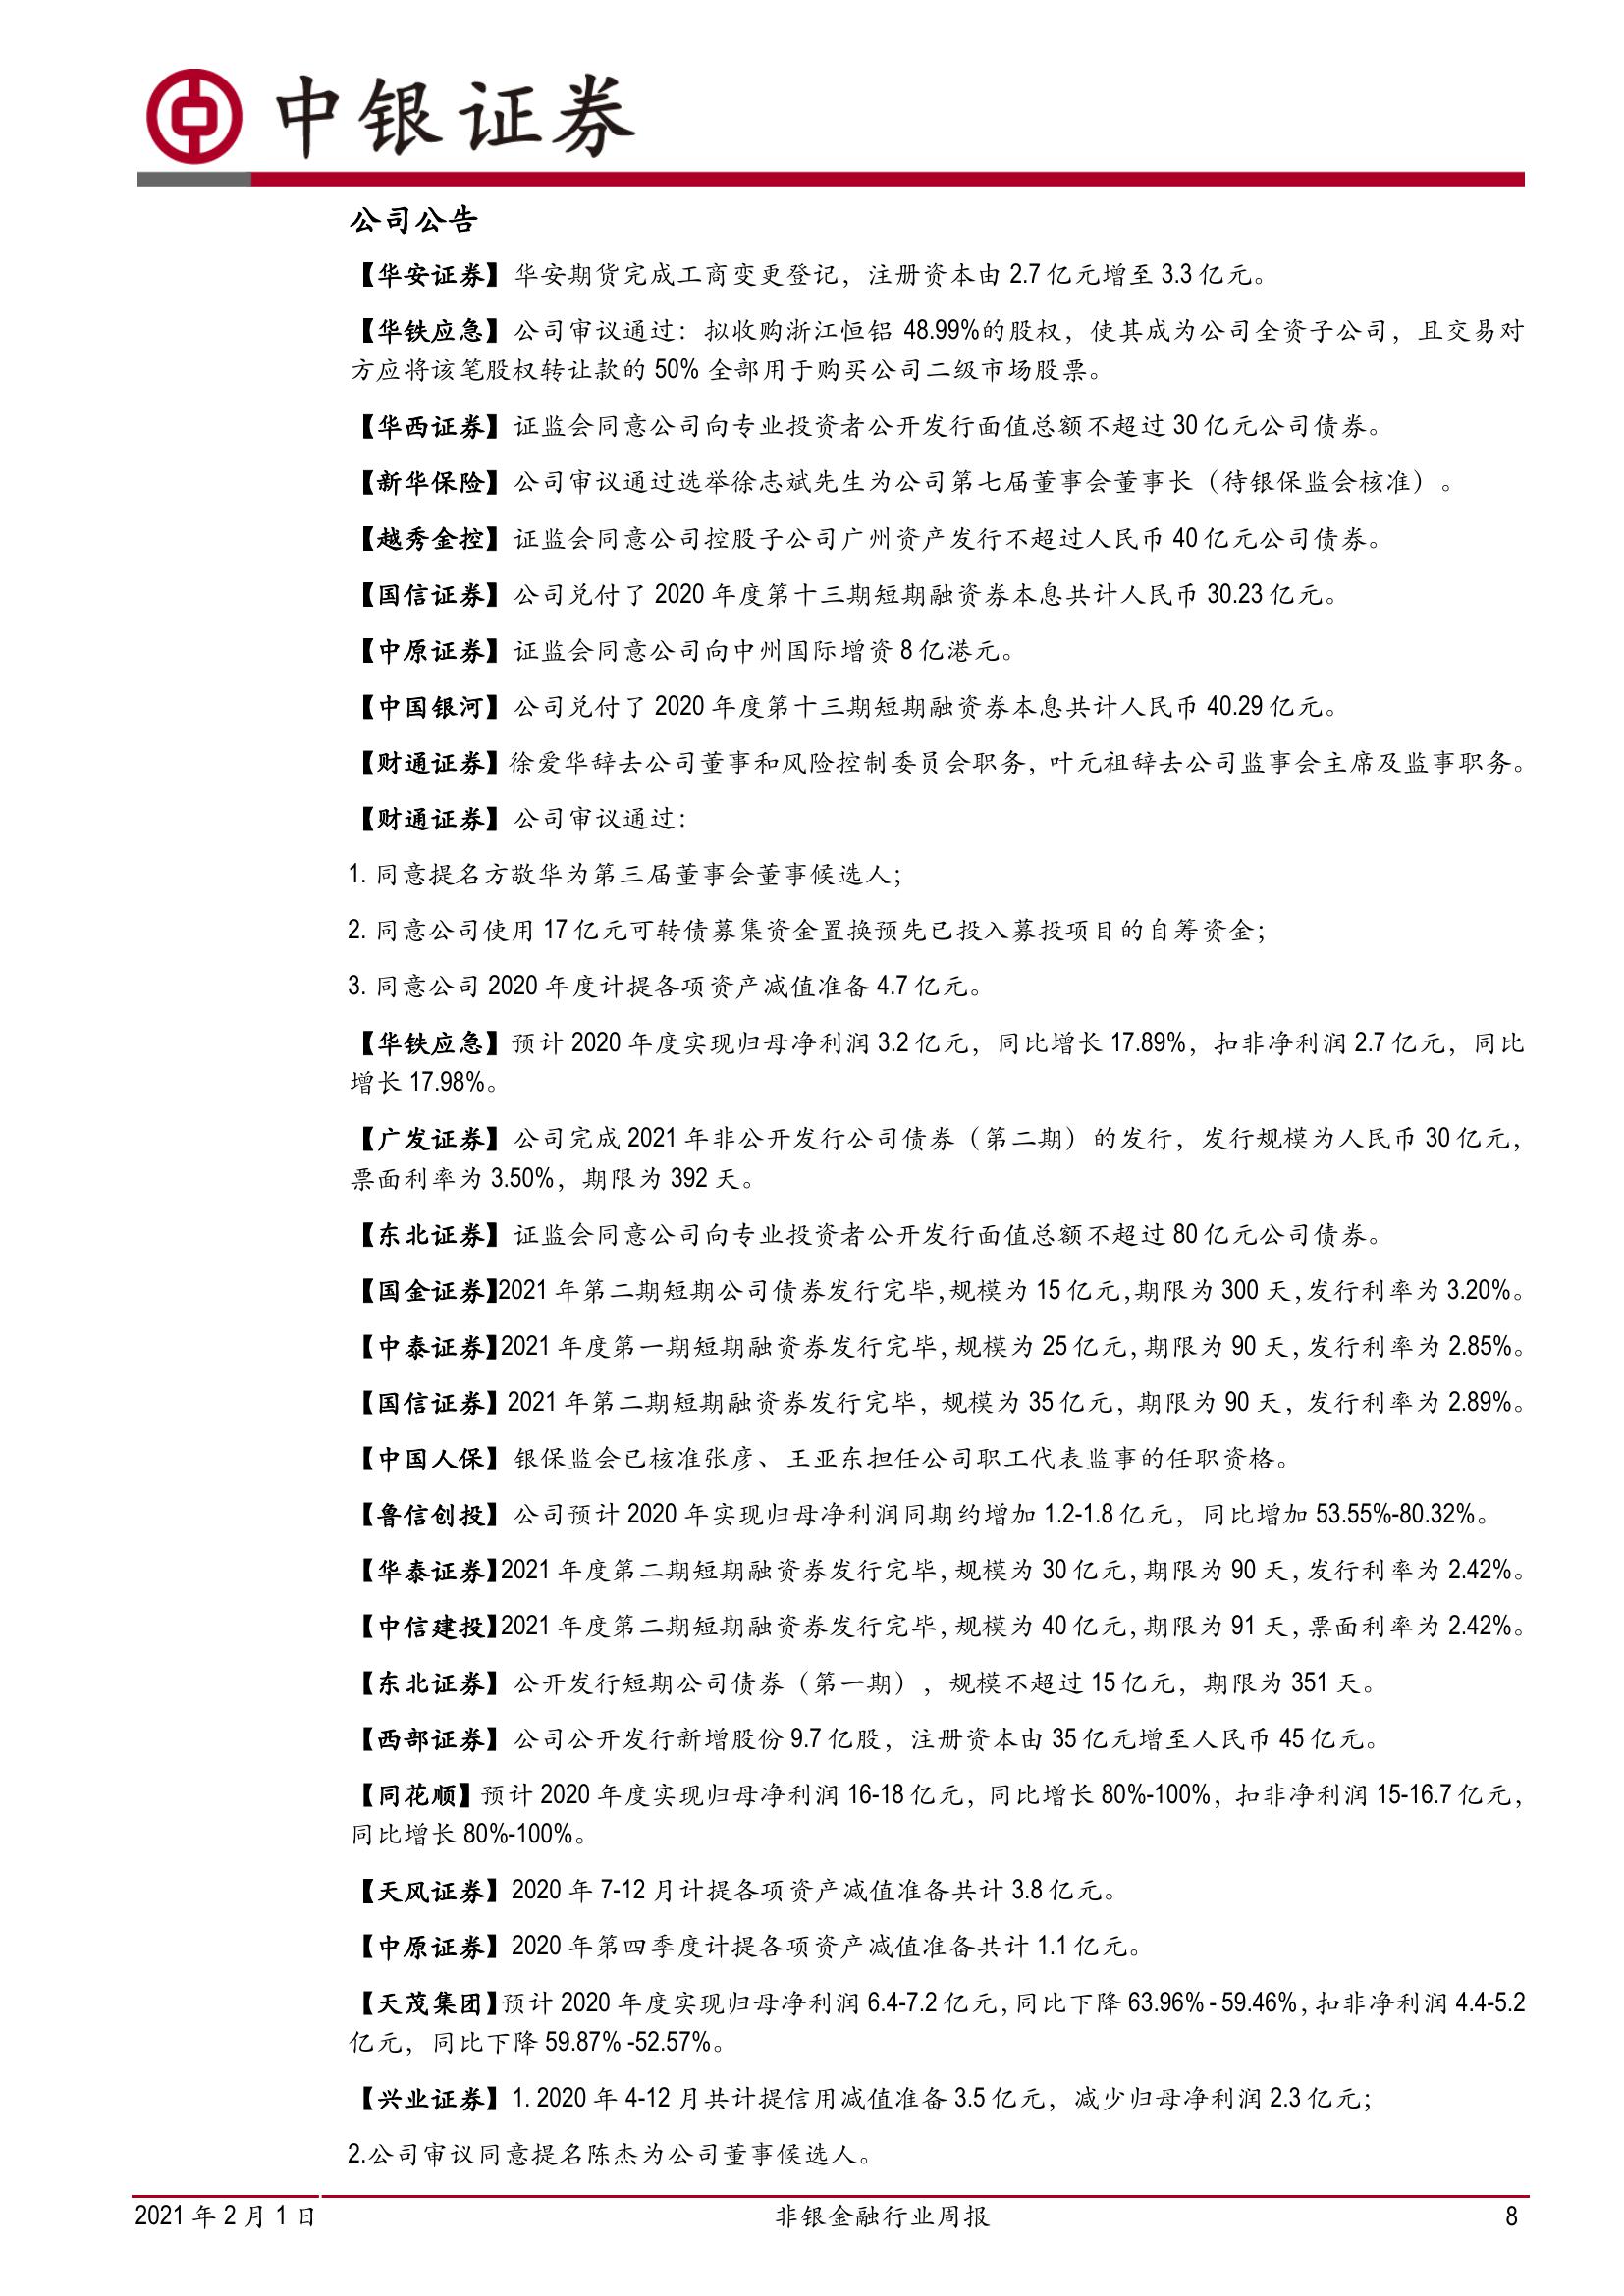 中银证券
公司公告
【华安证券】华安期货完成工商变更登记，注册资本由 2.7 亿元增至 3.3 亿元。
【华铁应急】公司审议通过：拟收购浙江恒铝 48.99%的股权，使其成为公司全资子公司，且交易对
方应将该笔股权转让款的 50% 全部用于购买公司二级市场股票。
【华西证券】证监会同意公司向专业投资者公开发行面值总额不超过 30 亿元公司债券。
【新华保险】公司审议通过选举徐志斌先生为公司第七届董事会董事长（待银保监会核准）。
【越秀金控】证监会同意公司控股子公司广州资产发行不超过人民币 40 亿元公司债券。
【国信证券】公司兑付了 2020 年度第十三期短期融资券本息共计人民币 30.23 亿元。
【中原证券】证监会同意公司向中州国际增资 8 亿港元。
【中国银河】公司兑付了 2020 年度第十三期短期融资券本息共计人民币 40.29 亿元。
【财通证券】徐爱华辞去公司董事和风险控制委员会职务，叶元祖辞去公司监事会主席及监事职务。
【财通证券】公司审议通过：
1. 同意提名方敬华为第三届董事会董事候选人；
2. 同意公司使用 17 亿元可转债募集资金置换预先已投入募投项目的自筹资金；
3. 同意公司 2020 年度计提各项资产减值准备 4.7 亿元。
【华铁应急】预计 2020 年度实现归母净利润 3.2 亿元，同比增长 17.89%，扣非净利润 2.7 亿元，同比
增长 17.98%。
【广发证券】公司完成 2021 年非公开发行公司债券（第二期）的发行，发行规模为人民币 30 亿元，
票面利率为 3.50%，期限为 392 天。
【东北证券】证监会同意公司向专业投资者公开发行面值总额不超过 80 亿元公司债券。
【国金证券】2021 年第二期短期公司债券发行完毕，规模为 15 亿元，期限为 300 天，发行利率为 3.20%。
【中泰证券】2021 年度第一期短期融资券发行完毕，规模为 25 亿元，期限为 90 天，发行利率为 2.85%。
【国信证券】2021 年第二期短期融资券发行完毕，规模为 35 亿元，期限为 90 天，发行利率为 2.89%。
【中国人保】银保监会已核准张彦、王亚东担任公司职工代表监事的任职资格。
【鲁信创投】公司预计 2020 年实现归母净利润同期约增加 1.2-1.8 亿元，同比增加 53.55%-80.32%。
【华泰证券】2021 年度第二期短期融资券发行完毕，规模为 30 亿元，期限为 90 天，发行利率为 2.42%。
【中信建投】2021 年度第二期短期融资券发行完毕，规模为 40 亿元，期限为 91 天，票面利率为 2.42%。
【东北证券】公开发行短期公司债券（第一期），规模不超过 15 亿元，期限为 351 天。
【西部证券】公司公开发行新增股份 9.7 亿股，注册资本由 35 亿元增至人民币 45 亿元。
【同花顺】预计 2020 年度实现归母净利润 16-18 亿元，同比增长 80%-100%，扣非净利润 15-16.7 亿元，
同比增长 80%-100%。
【天风证券】2020 年 7-12 月计提各项资产减值准备共计 3.8 亿元。
【中原证券】2020 年第四季度计提各项资产减值准备共计 1.1 亿元。
【天茂集团】预计 2020 年度实现归母净利润 6.4-7.2 亿元，同比下降 63.96% - 59.46%，扣非净利润 4.4-5.2
亿元，同比下降 59.87% -52.57%。
【兴业证券】1. 2020 年 4-12 月共计提信用减值准备 3.5 亿元，减少归母净利润 2.3 亿元；
2.公司审议同意提名陈杰为公司董事候选人。
2021 年 2 月 1 日 非银金融行业周报 8